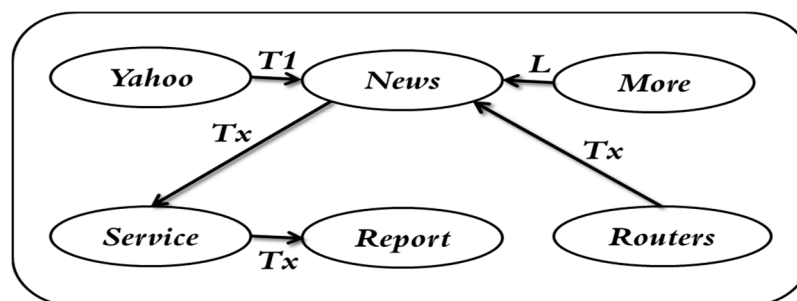 T1
L
Yahoo
News
More
Tx
Tx
Service
Report
Routers
Tx